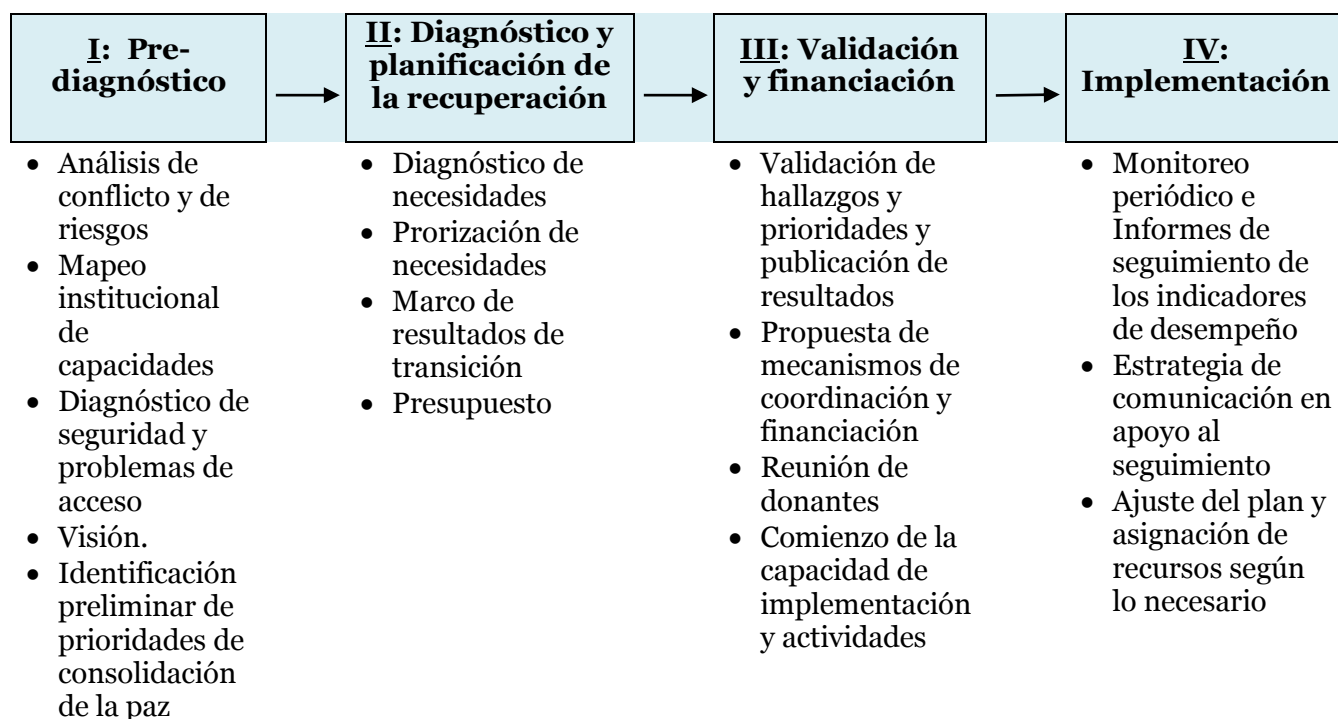 I: Pre-
diagnóstico
II: Diagnóstico y
planificación de
la recuperación
III: Validación
y financiación
IV:
Implementación
• Análisis de
conflicto y de
riesgos
• Mapeo
institucional
de
capacidades
• Diagnóstico de
seguridad y
problemas de
acceso
• Visión.
• Identificación
preliminar de
prioridades de
consolidación
de la paz
• Diagnóstico de
necesidades
• Prorización de
necesidades
• Marco de
resultados de
transición
• Presupuesto
• Validación de
hallazgos y
prioridades y
publicación de
resultados
• Propuesta de
mecanismos de
coordinación y
financiación
• Reunión de
donantes
• Comienzo de la
capacidad de
implementación
y actividades
• Monitoreo
periódico e
Informes de
seguimiento de
los indicadores
de desempeño
• Estrategia de
comunicación en
apoyo al
seguimiento
• Ajuste del plan y
asignación de
recursos según
lo necesario